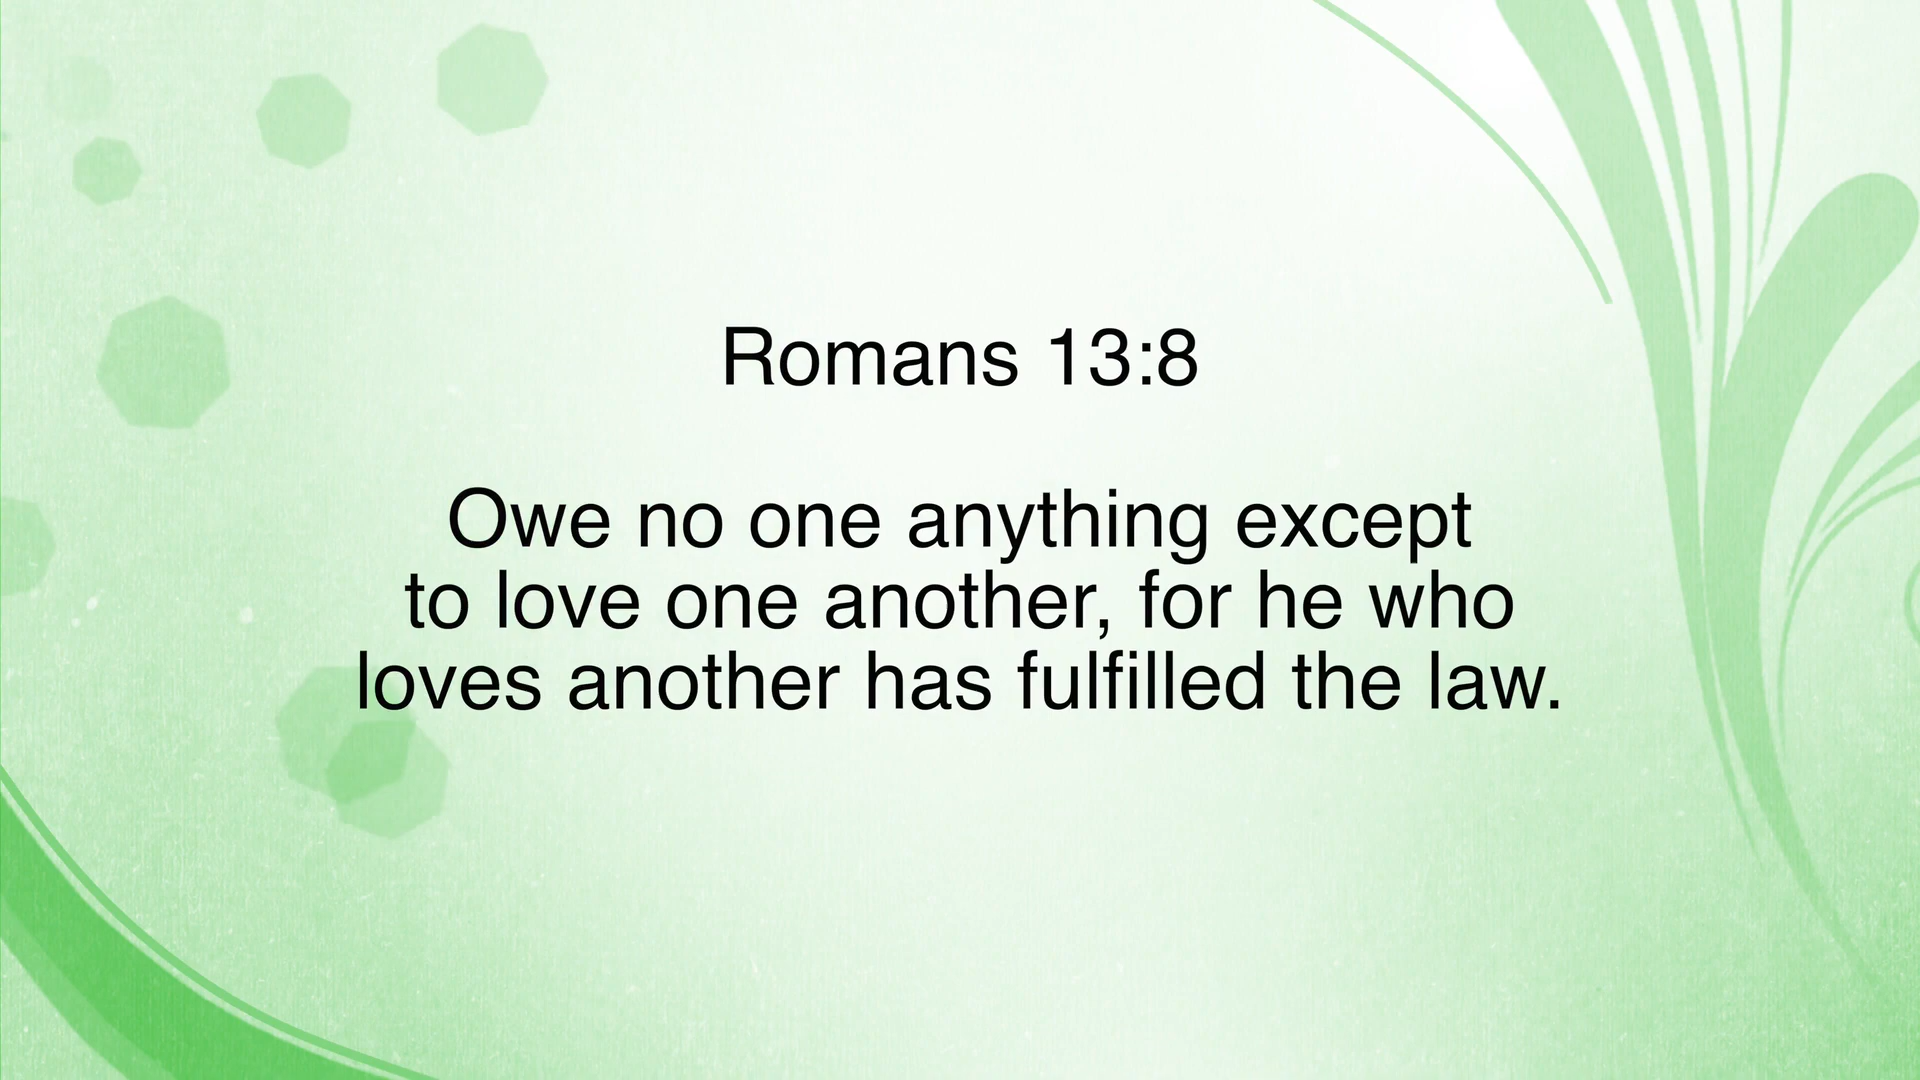 Romans 13:8
Owe no one anything except
to love one another, for he who
loves another has fulfilled the law.